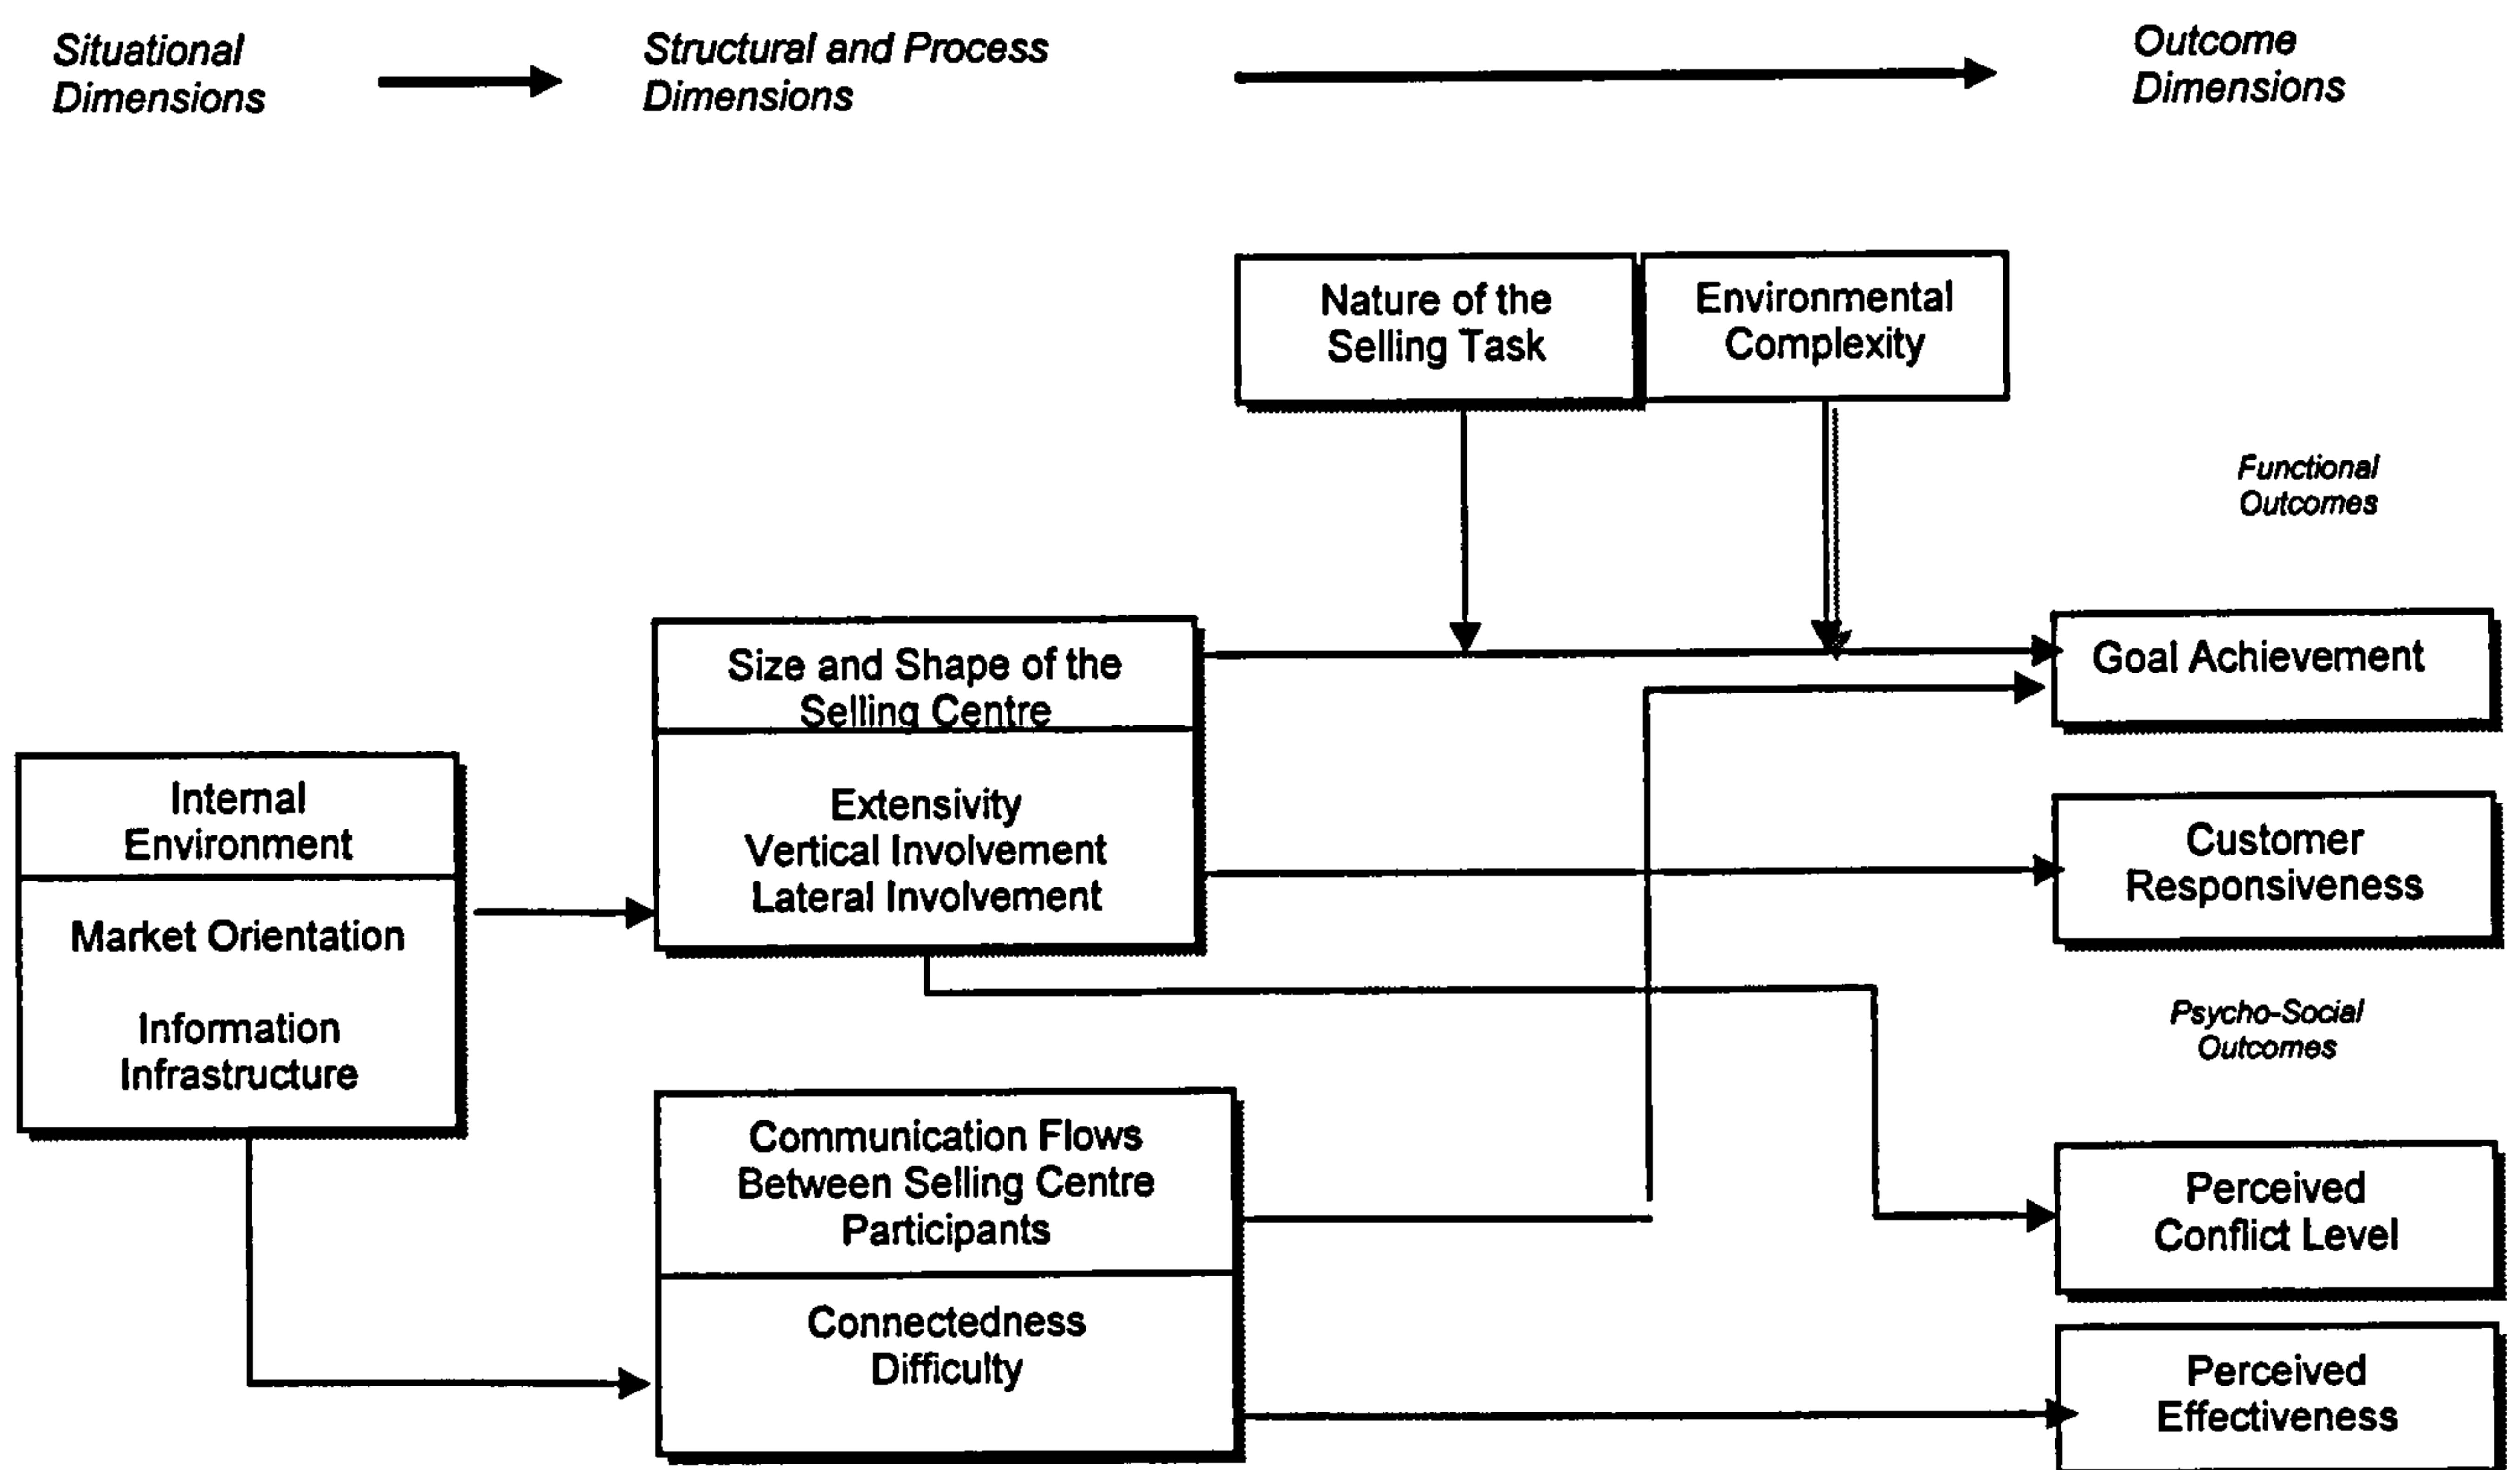 Situational
Dimensions
Structural and Process
Dimensions
Outcome
Dimensions
Nature of the
Selling Task
Environmental
Complexity
Functional
Outcomes
Size and Shape of the
Selling Centre
Extensivity
Vertical Involvement
Lateral Involvement
Goal Achievement
Internal
Environment
Market Orientation
Information
Infrastructure
Customer
Responsiveness
Psycho-Social
Outcomes
Communication Flows
Between Selling Centre
Participants
Connectedness
Difficulty
Perceived
Conflict Level
Perceived
Effectiveness